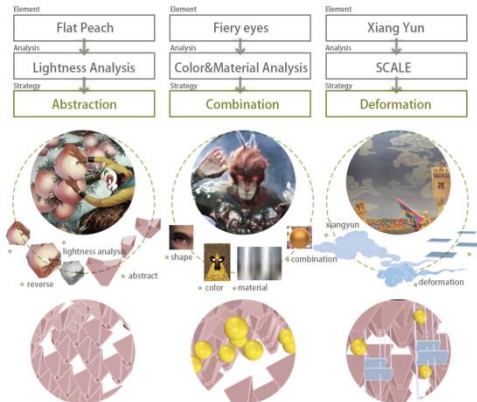 Element
Flat Peach
Analysis
Lightness Analysis
Strategy
Abstraction
Element
Fiery eyes
Analysis
Color&Material Analysis
Strategy
Combination
Element
Xiang Yun
Analysis
SCALE
Strategy
Deformation
lightness analysis
reverse
abstract
shape
color
material
combination
xiangyun
deformation